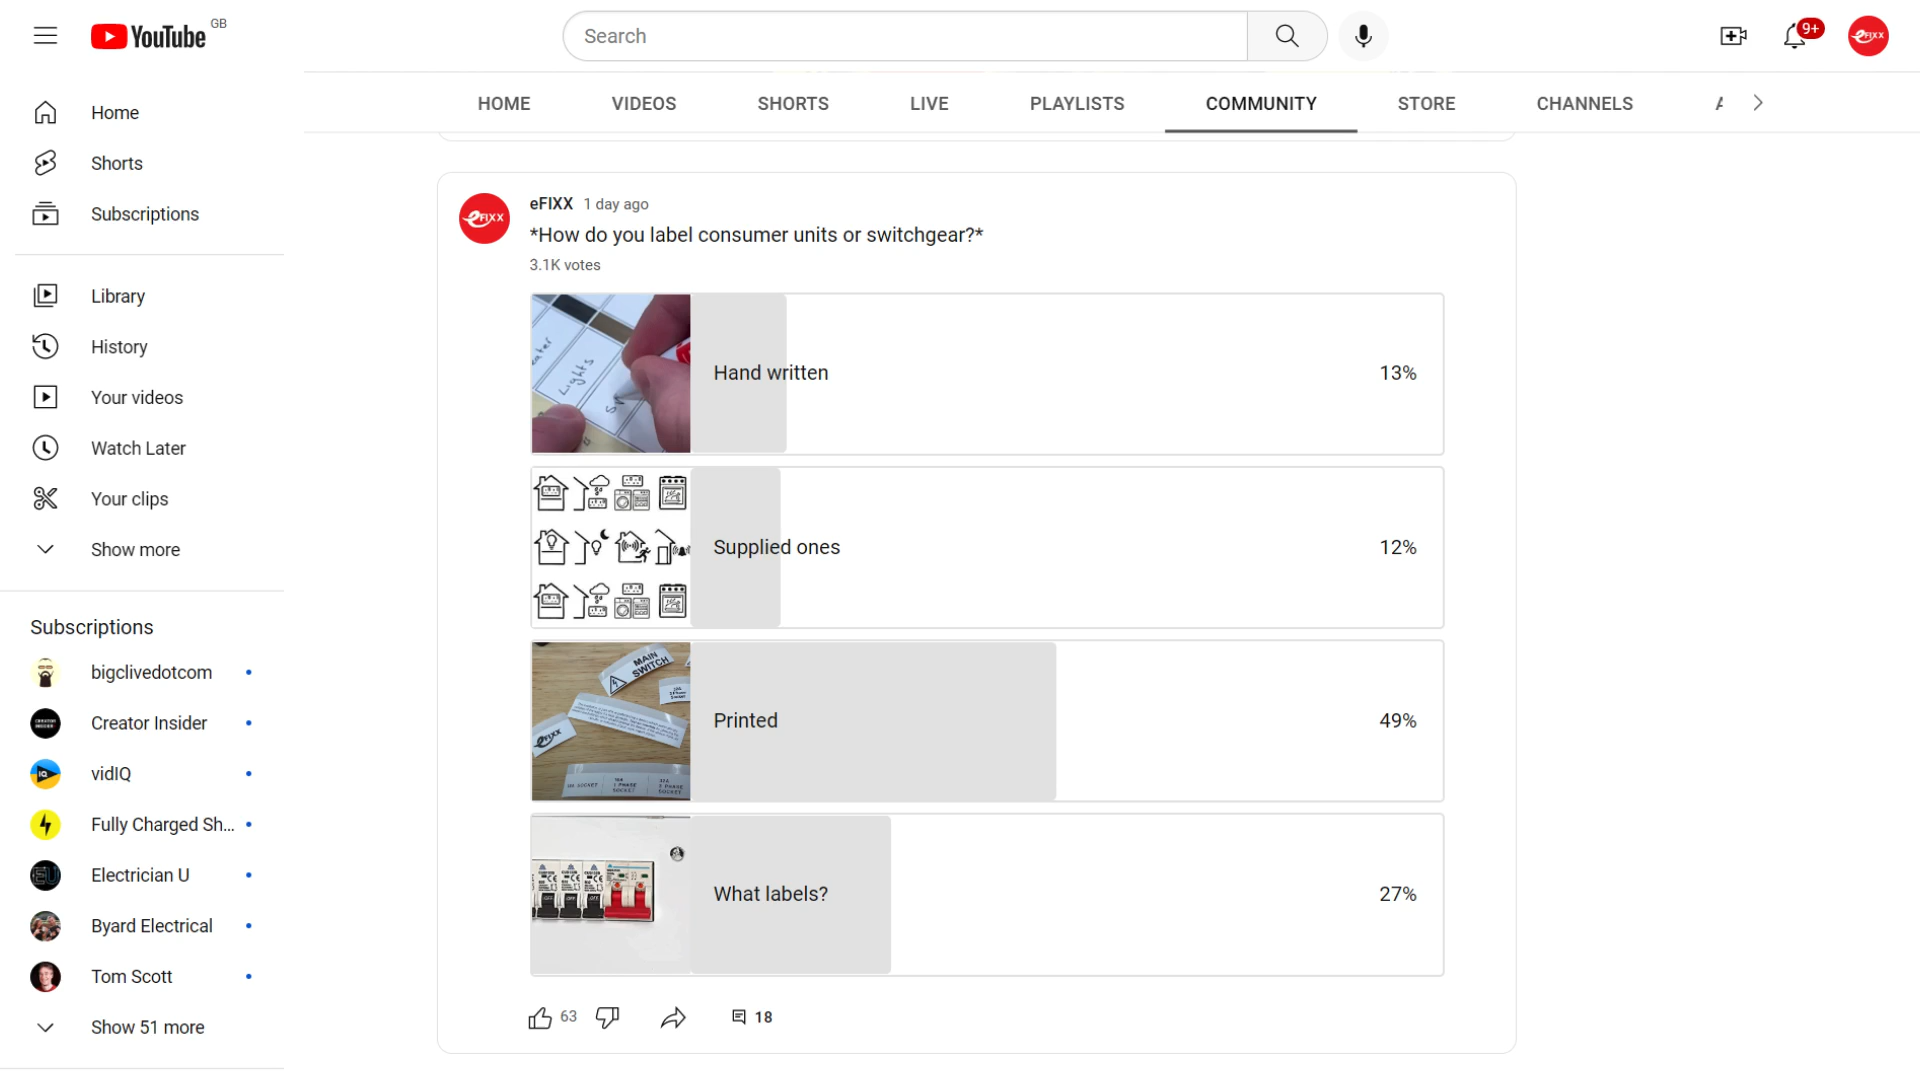 YouTube GB
Search
9+
eFIXX
HOME VIDEOS SHORTS LIVE PLAYLISTS COMMUNITY STORE CHANNELS
Home
Shorts
Subscriptions
Library
History
Your videos
Watch Later
Your clips
Show more
Subscriptions
bigclivedotcom
Creator Insider
vidIQ
Fully Charged Sh...
Electrician U
Byard Electrical
Tom Scott
Show 51 more
eFIXX
eFIXX 1 day ago
*How do you label consumer units or switchgear?*
3.1K votes
Lights
Hand written 13%
Supplied ones 12%
MAIN
SWITCH
eFIXX
Printed 49%
What labels? 27%
63 18